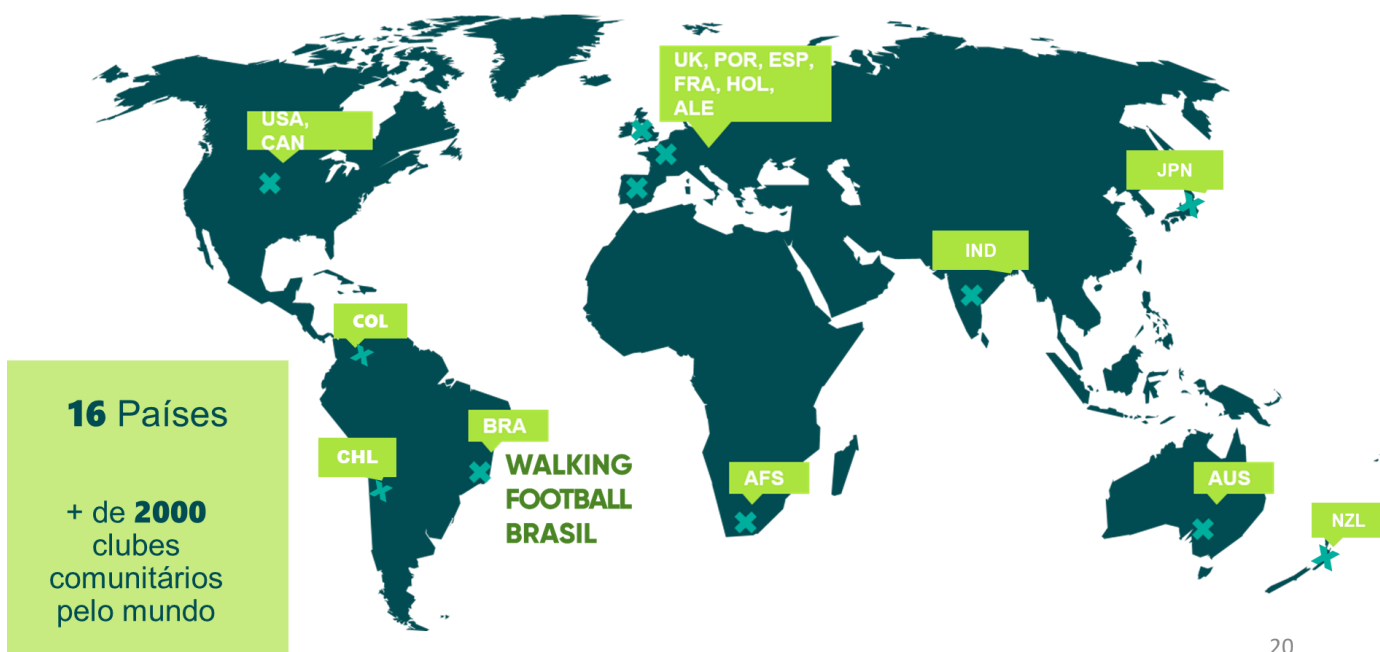 UK, POR, ESP,
FRA, HOL,
ALE
USA,
CAN
JPN
IND
COL
16 Países
BRA
CHL
WALKING
FOOTBALL
BRASIL
AFS
AUS
+ de 2000
clubes
comunitários
pelo mundo
NZL
20